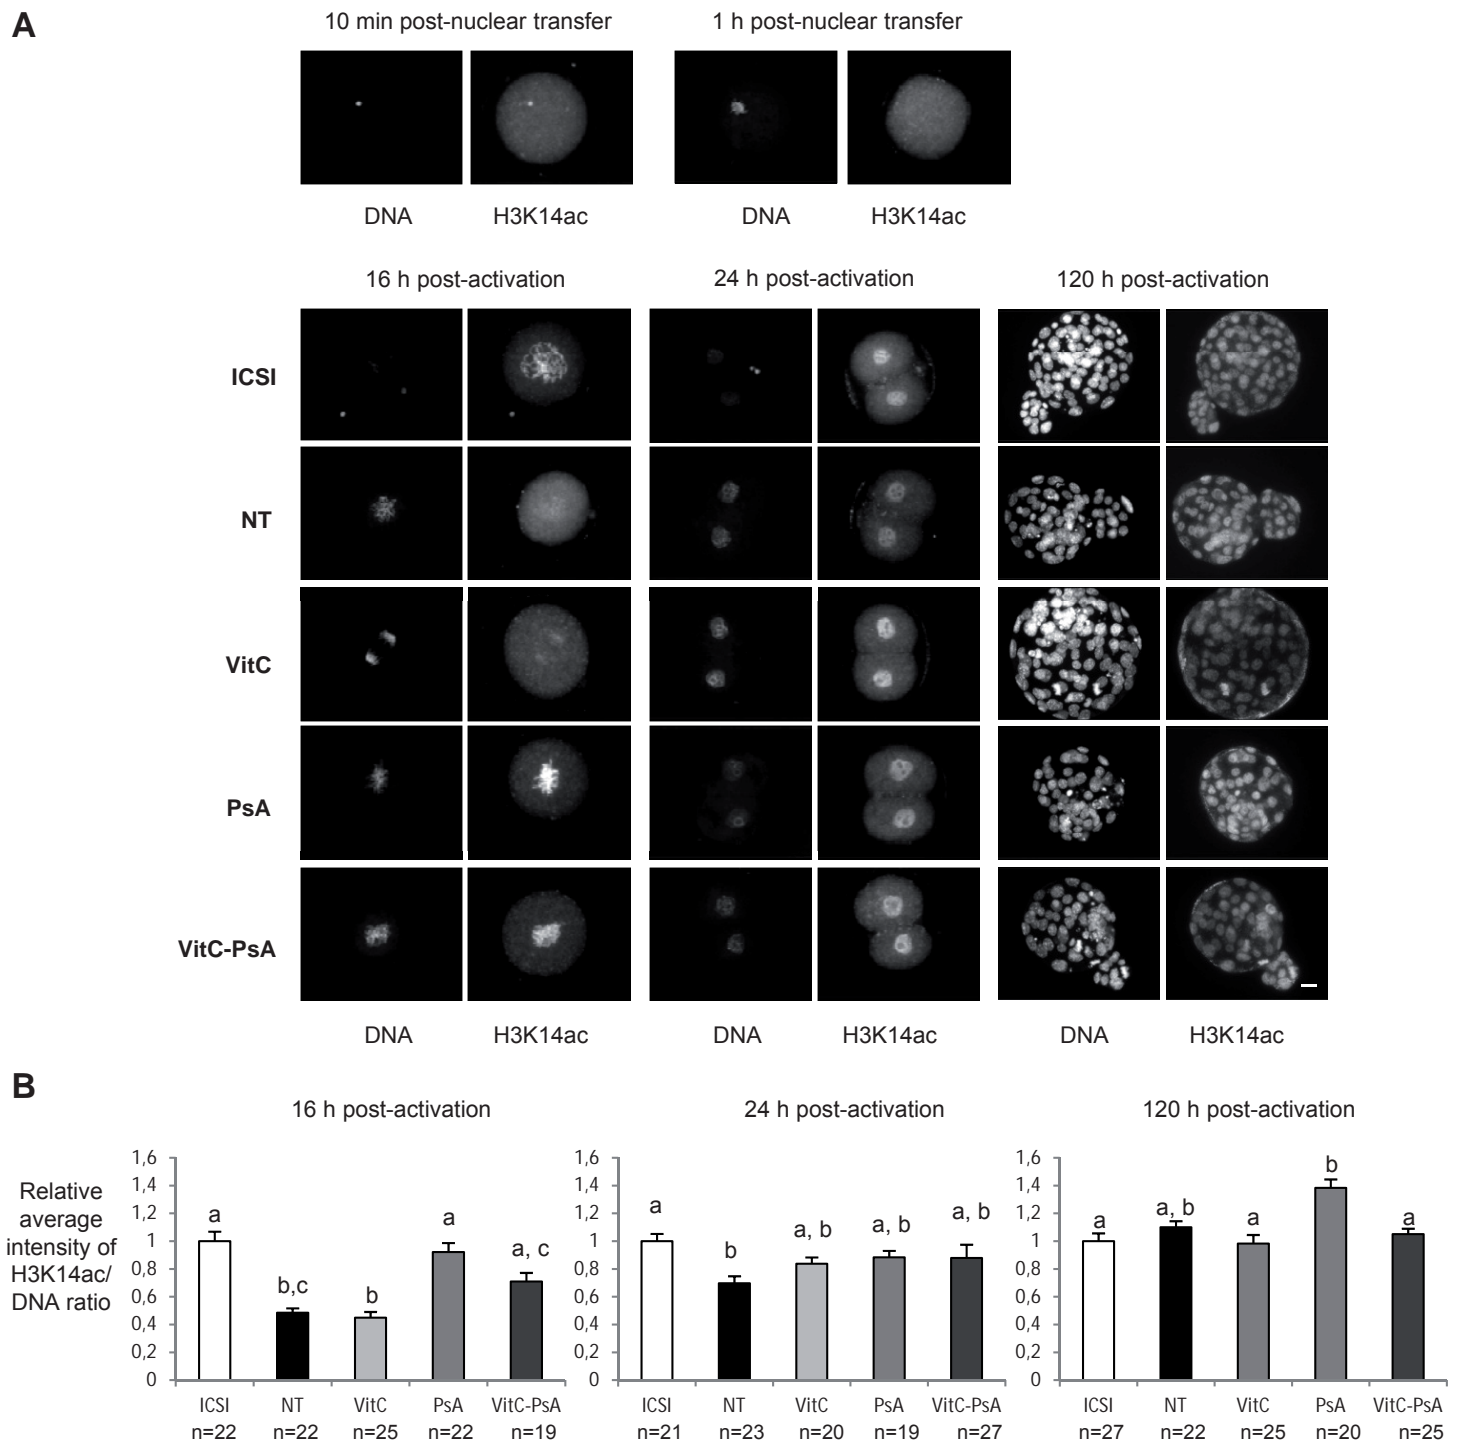 A
10 min post-nuclear transfer
1 h post-nuclear transfer
DNA
H3K14ac
DNA
H3K14ac
16 h post-activation
24 h post-activation
120 h post-activation
ICSI
NT
VitC
PsA
VitC-PsA
DNA
H3K14ac
DNA
H3K14ac
DNA
H3K14ac
B
16 h post-activation
24 h post-activation
120 h post-activation
Relative
average
intensity of
H3K14ac/
DNA ratio
1,6
1,4
1,2
1
0,8
0,6
0,4
0,2
0
a
b,c
b
a
a, c
ICSI
NT
VitC
PsA
VitC-PsA
n=22
n=22
n=25
n=22
n=19
1,6
1,4
1,2
1
0,8
0,6
0,4
0,2
0
a
b
a, b
a, b
a, b
ICSI
NT
VitC
PsA
VitC-PsA
n=21
n=23
n=20
n=19
n=27
1,6
1,4
1,2
1
0,8
0,6
0,4
0,2
0
a
a, b
a
b
a
ICSI
NT
VitC
PsA
VitC-PsA
n=27
n=22
n=25
n=20
n=25